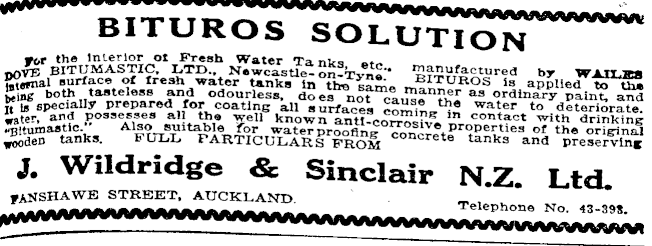 BITUROS SOLUTION
For the interior of Fresh Water Tanks, etc., manufactured by WAILES
DOVE BITUMASTIC, LTD., Newcastle-on-Tyne. BITUROS is applied to the
internal surface of fresh water tanks in the same manner as ordinary paint, and
being both tasteless and odourless, does not cause the water to deteriorate.
It is specially prepared for coating all surfaces coming in contact with drinking
water, and possesses all the well known anti-corrosive properties of the original
"Bitumastic." Also suitable for waterproofing concrete tanks and preserving
wooden tanks. FULL PARTICULARS FROM
J. Wildridge & Sinclair N.Z. Ltd.
FANSHAWE STREET, AUCKLAND. Telephone No. 43-398.